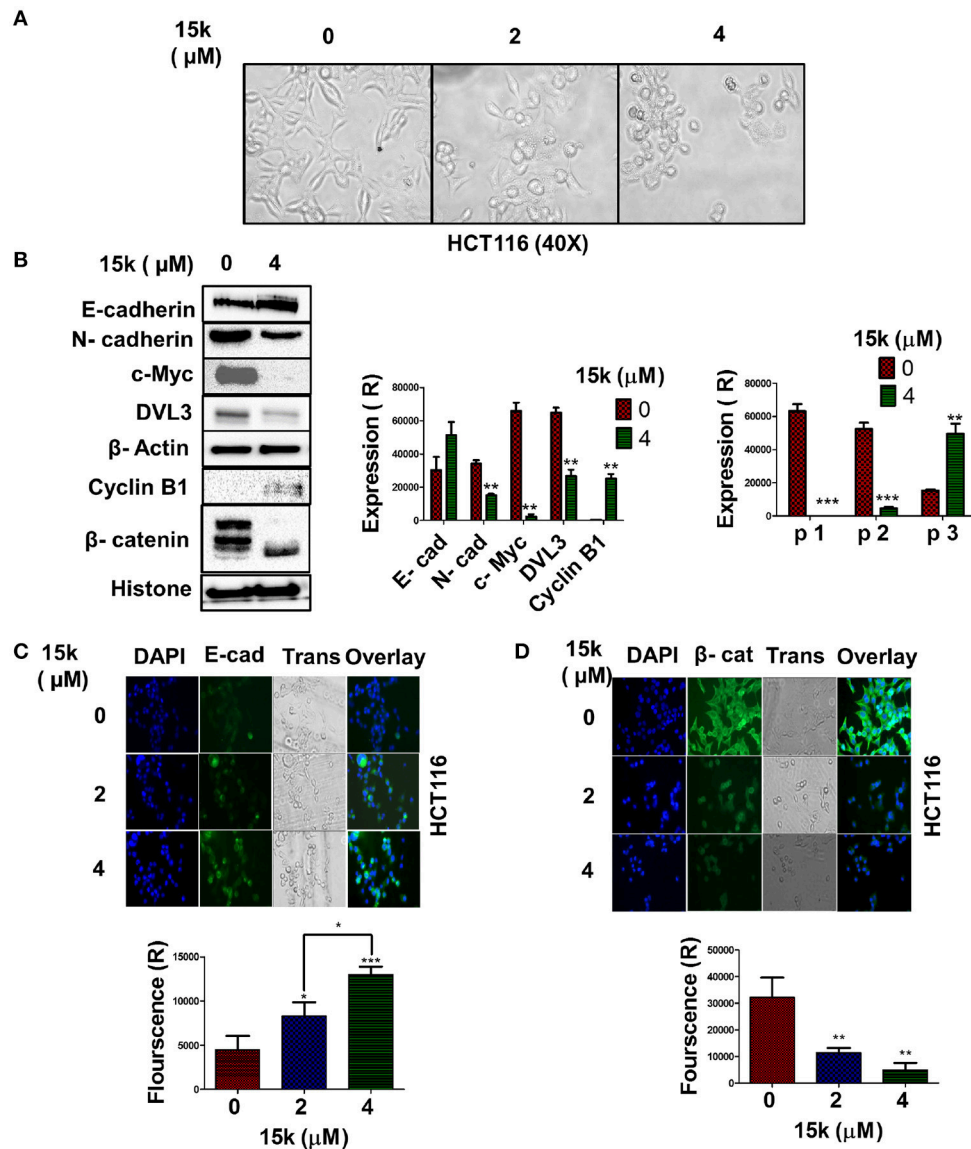 A
15k
( µM)
0 2 4
HCT116 (40X)
B
15k ( µM) 0 4
E-cadherin
N- cadherin
c-Myc
DVL3
β- Actin
Cyclin B1
β- catenin
Histone
15k (µM)
0
4
Expression ( R)
80000
60000
40000
20000
0
** ** ** **
E- cad N- cad c- Myc DVL3 Cyclin B1
15k (µM)
0
4
Expression ( R)
80000
60000
40000
20000
0
*** *** **
p 1 p 2 p 3
C
15k
( µM)
DAPI E-cad Trans Overlay
0
2
4
HCT116
Flourscence (R)
15000
10000
5000
0
* *** *
0 2 4
15k (µM)
D
15k
( µM)
DAPI β- cat Trans Overlay
0
2
4
HCT116
Fourscence (R)
50000
40000
30000
20000
10000
0
** **
0 2 4
15k (µM)